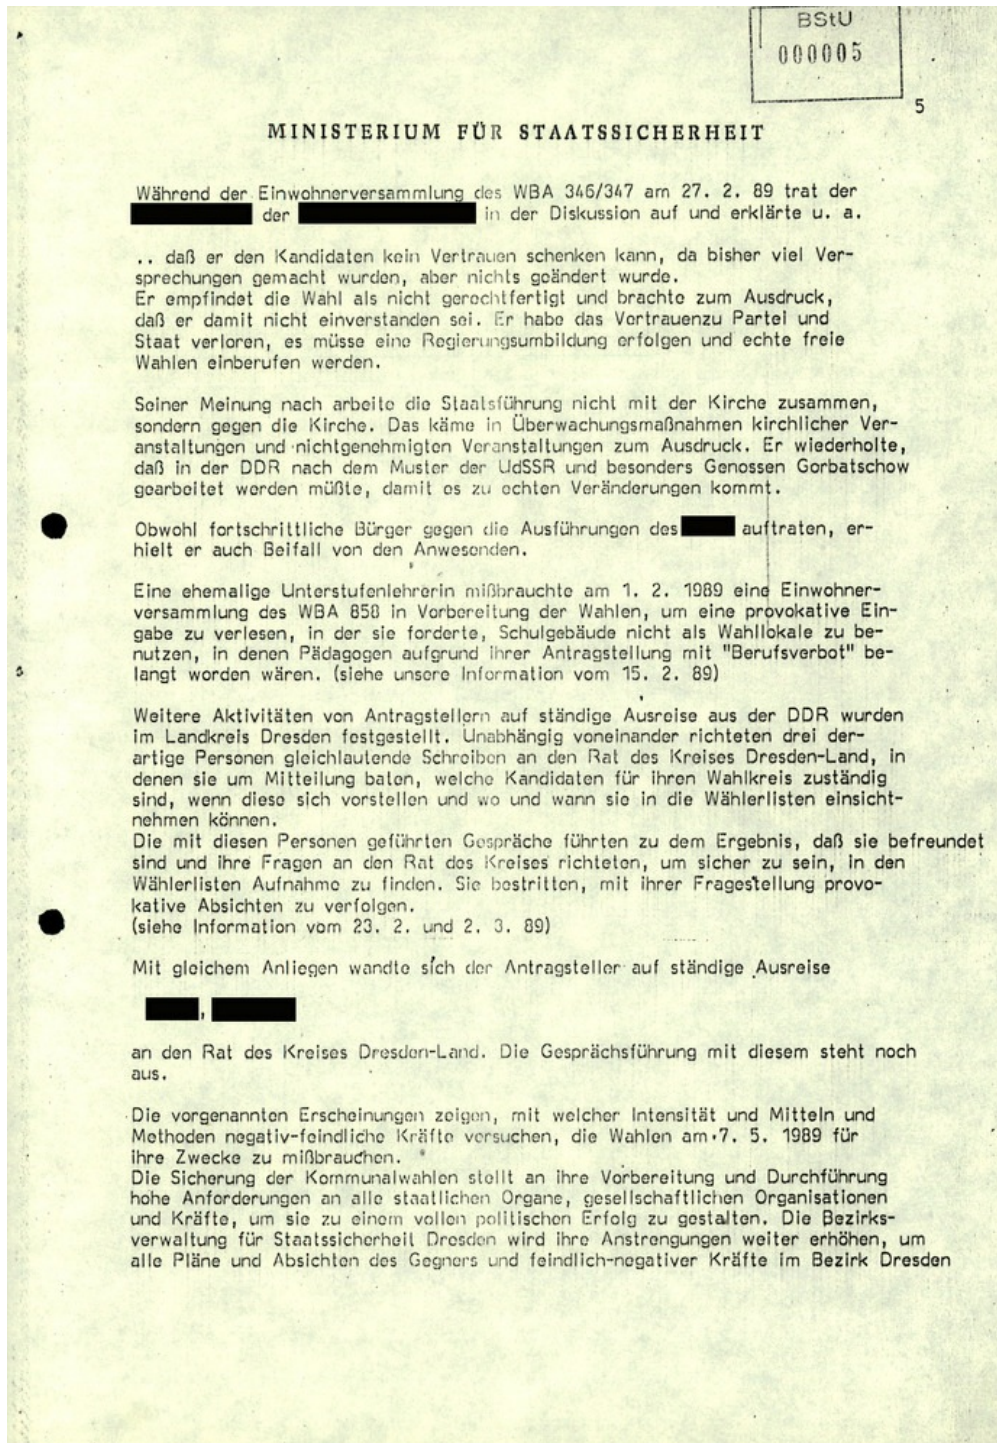 BStU
000005
5
MINISTERIUM FÜR STAATSSICHERHEIT
Während der Einwohnerversammlung des WBA 346/347 am 27. 2. 89 trat der
der in der Diskussion auf und erklärte u. a.
.. daß er den Kandidaten kein Vertrauen schenken kann, da bisher viel Ver-
sprechungen gemacht wurden, aber nichts geändert wurde.
Er empfindet die Wahl als nicht gerechtfertigt und brachte zum Ausdruck,
daß er damit nicht einverstanden sei. Er habe das Vertrauenzu Partei und
Staat verloren, es müsse eine Regierungsumbildung erfolgen und echte freie
Wahlen einberufen werden.
Seiner Meinung nach arbeite die Staatsführung nicht mit der Kirche zusammen,
sondern gegen die Kirche. Das käme in Überwachungsmaßnahmen kirchlicher Ver-
anstaltungen und nichtgenehmigten Veranstaltungen zum Ausdruck. Er wiederholte,
daß in der DDR nach dem Muster der UdSSR und besonders Genossen Gorbatschow
gearbeitet werden müßte, damit es zu echten Veränderungen kommt.
Obwohl fortschrittliche Bürger gegen die Ausführungen des auftraten, er-
hielt er auch Beifall von den Anwesenden.
Eine ehemalige Unterstufenlehrerin mißbrauchte am 1. 2. 1989 eine Einwohner-
versammlung des WBA 858 in Vorbereitung der Wahlen, um eine provokative Ein-
gabe zu verlesen, in der sie forderte, Schulgebäude nicht als Wahllokale zu be-
nutzen, in denen Pädagogen aufgrund ihrer Antragstellung mit "Berufsverbot" be-
langt worden wären. (siehe unsere Information vom 15. 2. 89)
Weitere Aktivitäten von Antragstellern auf ständige Ausreise aus der DDR wurden
im Landkreis Dresden festgestellt. Unabhängig voneinander richteten drei der-
artige Personen gleichlautende Schreiben an den Rat des Kreises Dresden-Land, in
denen sie um Mitteilung baten, welche Kandidaten für ihren Wahlkreis zuständig
sind, wenn diese sich vorstellen und wo und wann sie in die Wählerlisten einsicht-
nehmen können.
Die mit diesen Personen geführten Gespräche führten zu dem Ergebnis, daß sie befreundet
sind und ihre Fragen an den Rat des Kreises richteten, um sicher zu sein, in den
Wählerlisten Aufnahme zu finden. Sie bestritten, mit ihrer Fragestellung provo-
kative Absichten zu verfolgen.
(siehe Information vom 23. 2. und 2. 3. 89)
Mit gleichem Anliegen wandte sich der Antragsteller auf ständige Ausreise
,
an den Rat des Kreises Dresden-Land. Die Gesprächsführung mit diesem steht noch
aus.
Die vorgenannten Erscheinungen zeigen, mit welcher Intensität und Mitteln und
Methoden negativ-feindliche Kräfte versuchen, die Wahlen am 7. 5. 1989 für
ihre Zwecke zu mißbrauchen.
Die Sicherung der Kommunalwahlen stellt an ihre Vorbereitung und Durchführung
hohe Anforderungen an alle staatlichen Organe, gesellschaftlichen Organisationen
und Kräfte, um sie zu einem vollen politischen Erfolg zu gestalten. Die Bezirks-
verwaltung für Staatssicherheit Dresden wird ihre Anstrengungen weiter erhöhen, um
alle Pläne und Absichten des Gegners und feindlich-negativer Kräfte im Bezirk Dresden